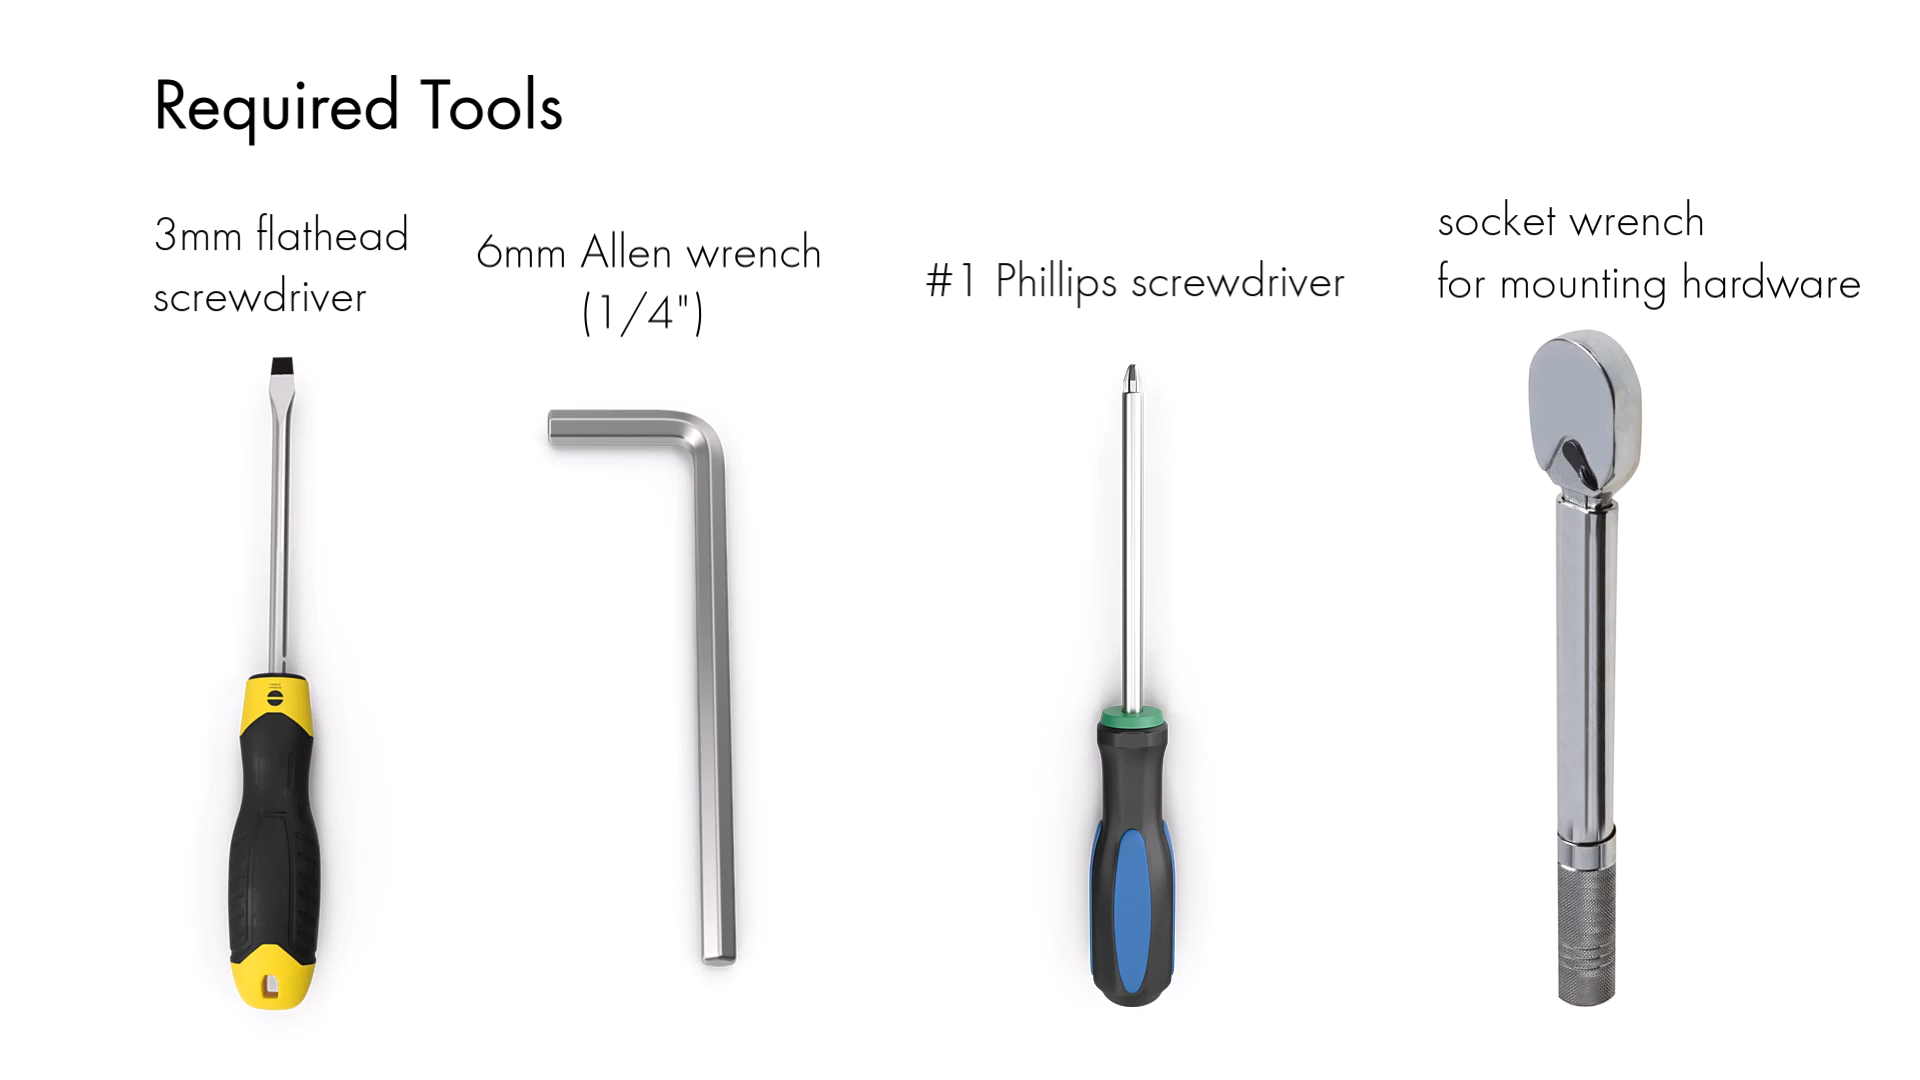 Required Tools
3mm flathead
screwdriver
6mm Allen wrench
(1/4")
#1 Phillips screwdriver
socket wrench
for mounting hardware